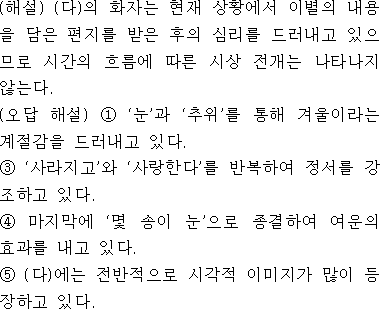 (해설) (다)의 화자는 현재 상황에서 이별의 내용
을 담은 편지를 받은 후의 심리를 드러내고 있으
므로 시간의 흐름에 따른 시상 전개는 나타나지
않는다.
(오답 해설) ① ‘눈’과 ‘추위’를 통해 겨울이라는
계절감을 드러내고 있다.
③ ‘사라지고’와 ‘사랑한다’를 반복하여 정서를 강
조하고 있다.
④ 마지막에 ‘몇 송이 눈’으로 종결하여 여운의
효과를 내고 있다.
⑤ (다)에는 전반적으로 시각적 이미지가 많이 등
장하고 있다.